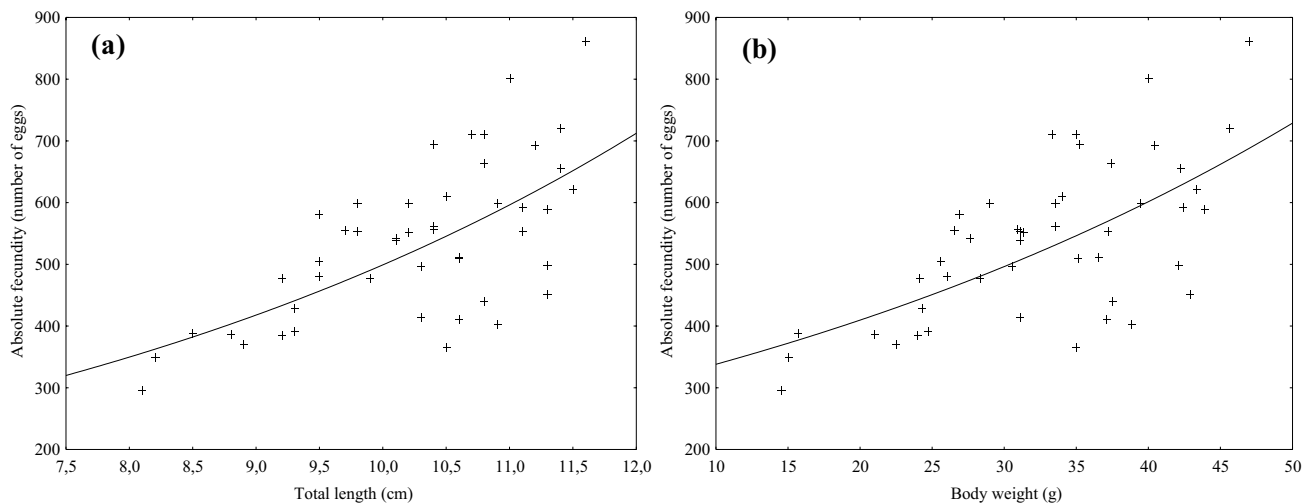 (a)
Absolute fecundity (number of eggs)
900
800
700
600
500
400
300
200
7,5 8,0 8,5 9,0 9,5 10,0 10,5 11,0 11,5 12,0
Total length (cm)
(b)
Absolute fecundity (number of eggs)
900
800
700
600
500
400
300
200
10 15 20 25 30 35 40 45 50
Body weight (g)